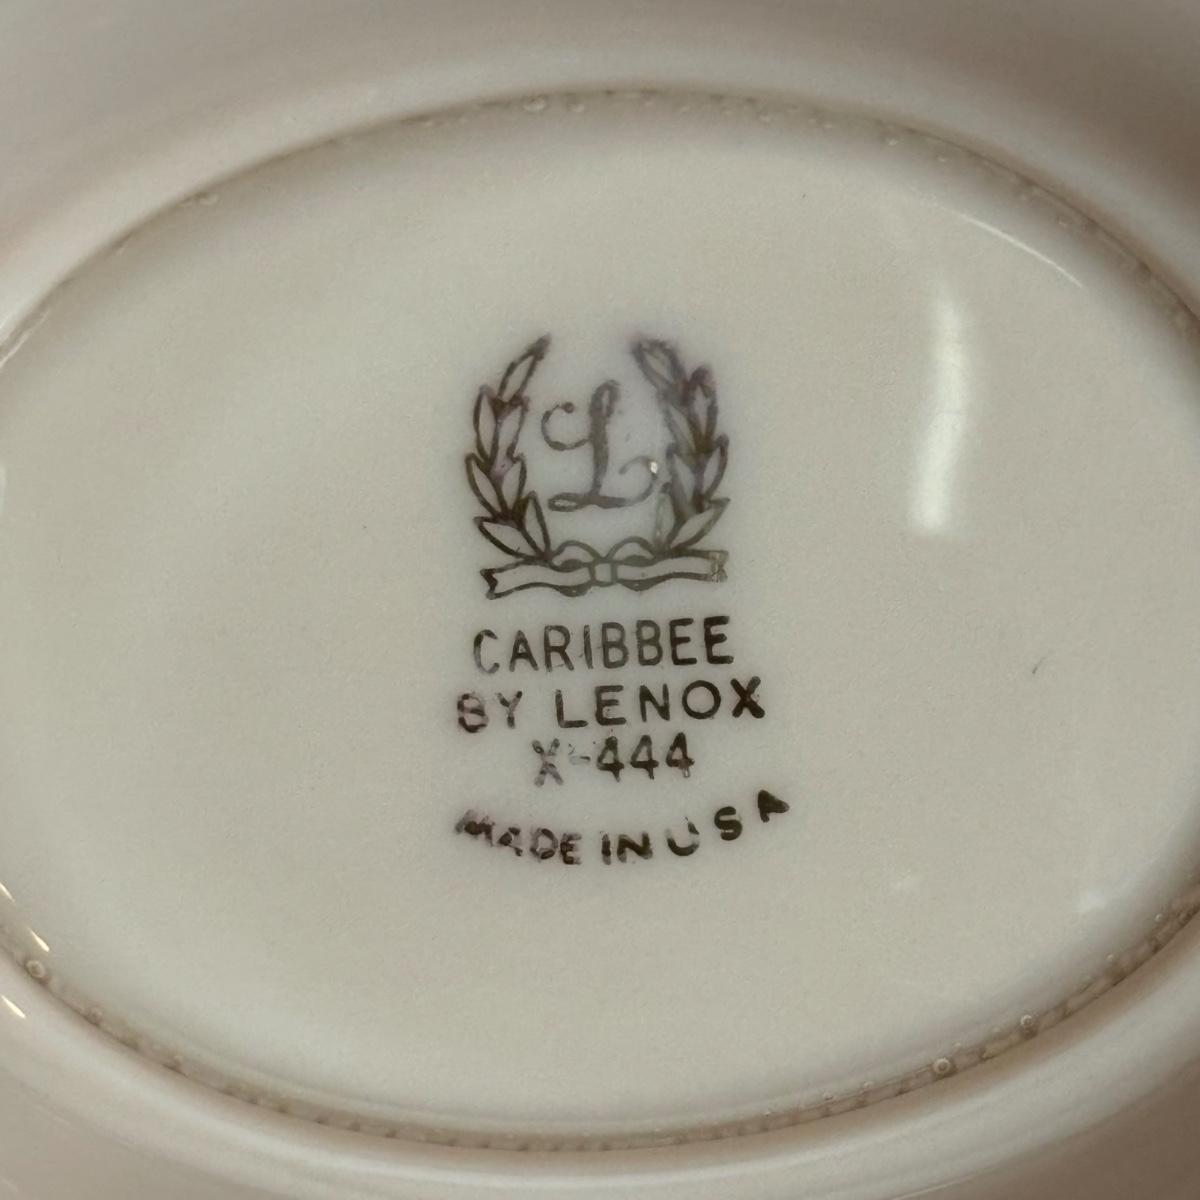 L
CARIBBEE
BY LENOX
X-444
MADE IN USA